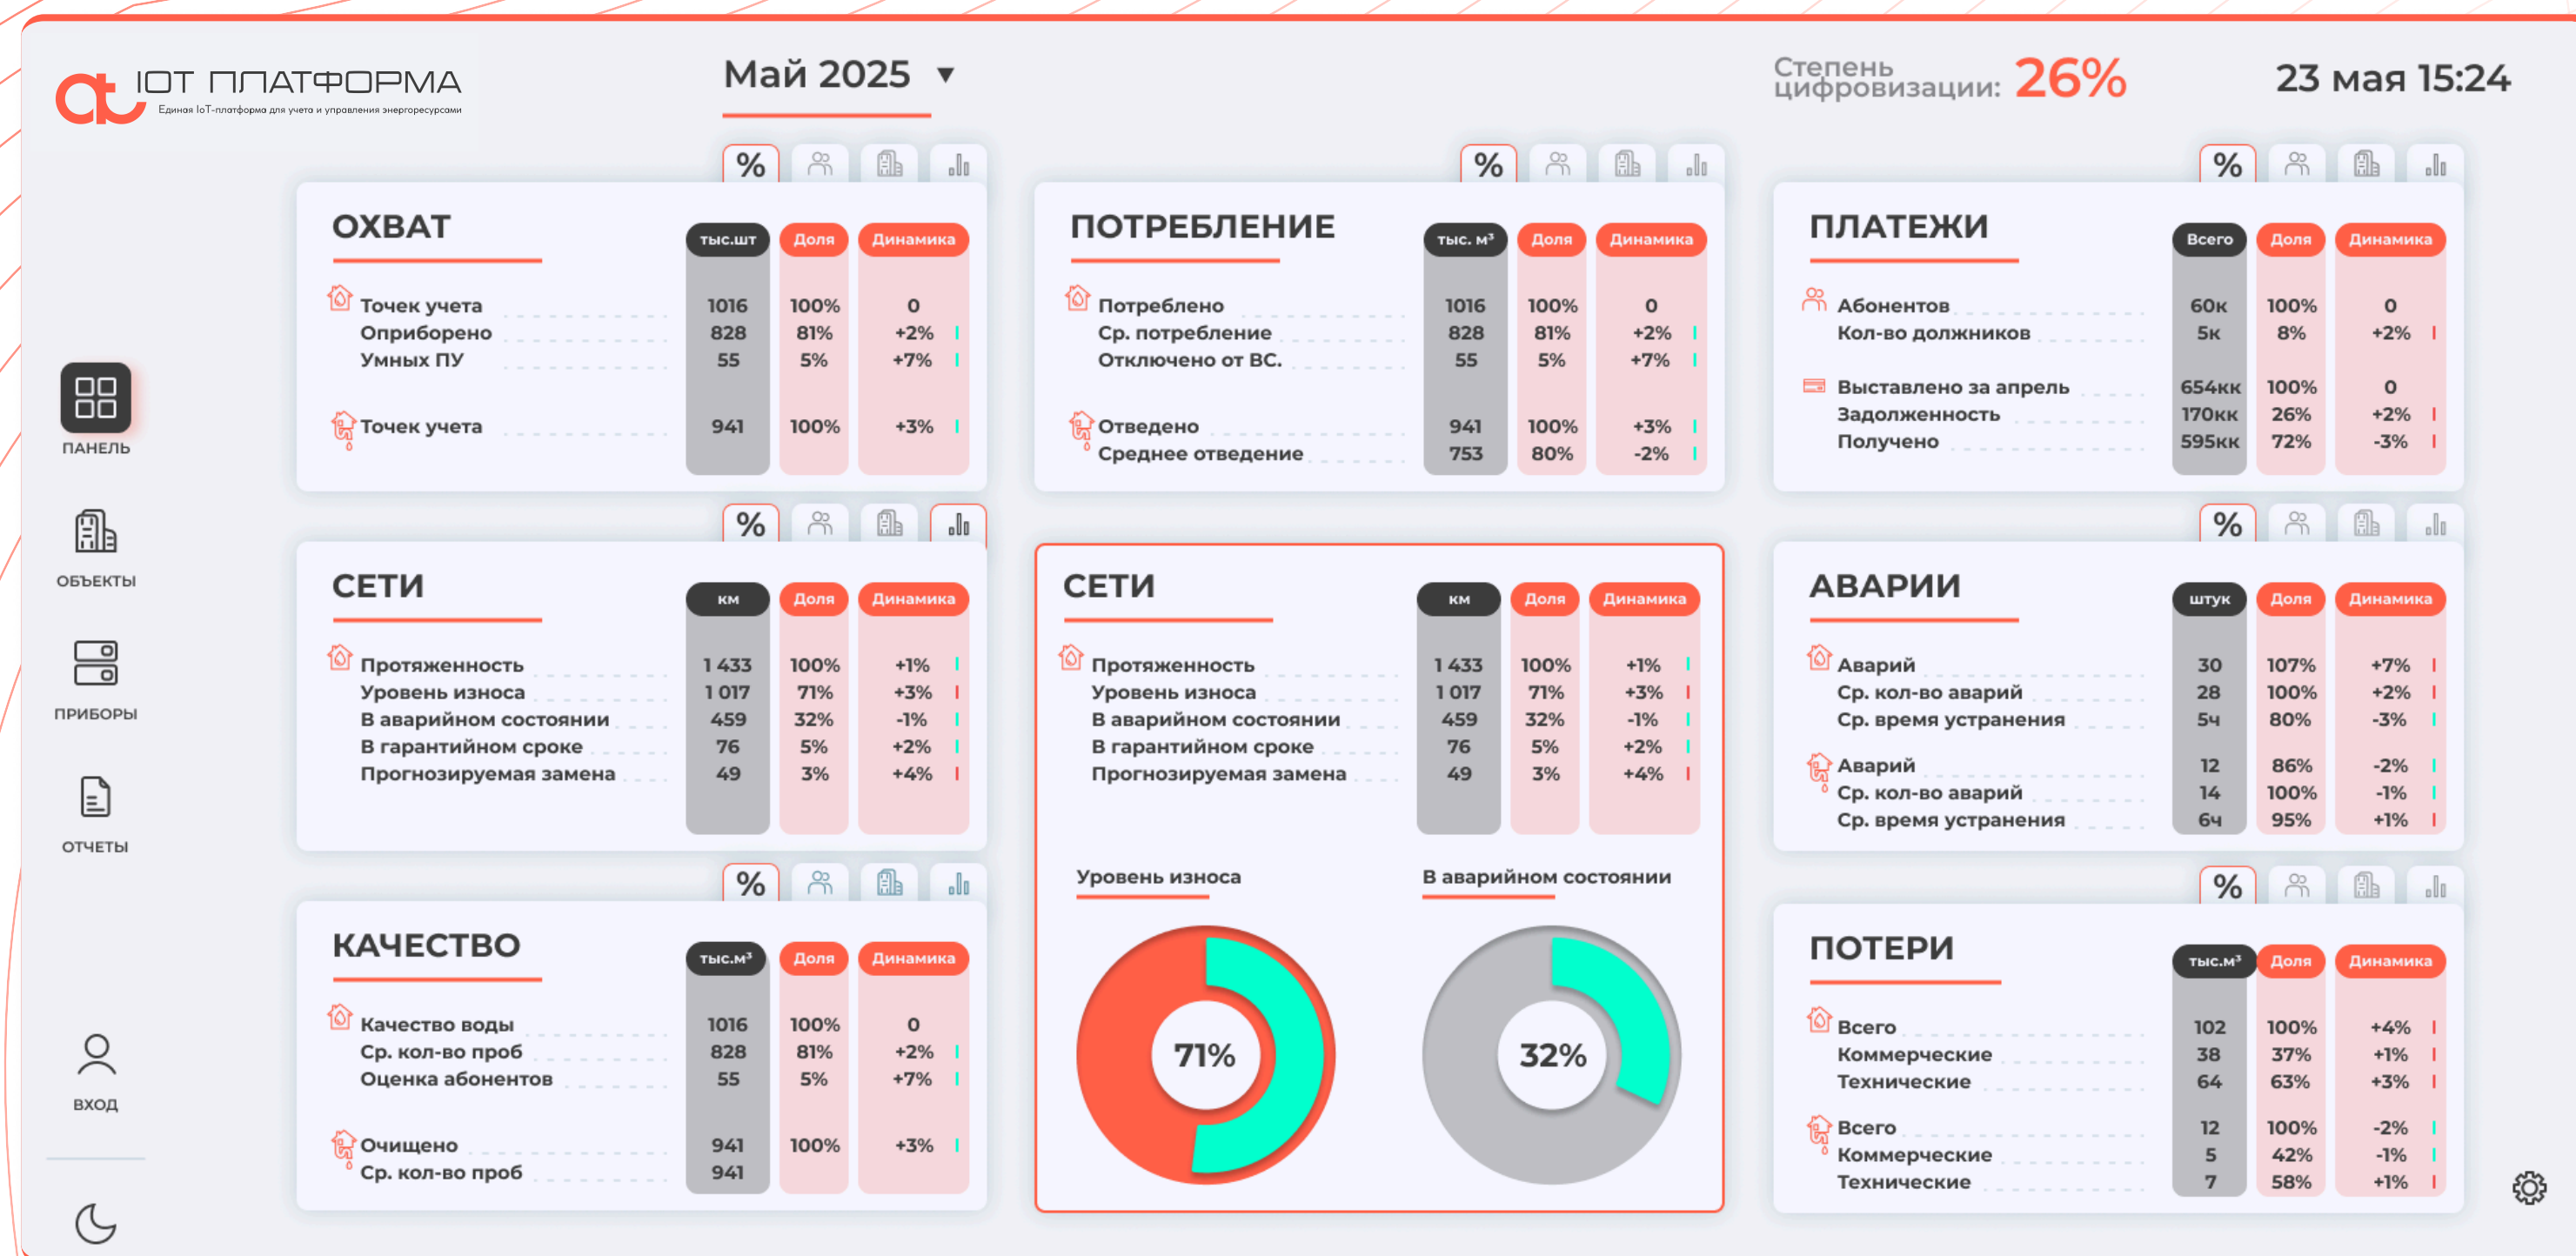 IOT ПЛАТФОРМА
Единая IoT-платформа для учета и управления энергоресурсами
Май 2025
Степень
цифровизации: 26%
23 мая 15:24
ПАНЕЛЬ
ОБЪЕКТЫ
ПРИБОРЫ
ОТЧЕТЫ
ВХОД
%
ОХВАТ тыс.шт Доля Динамика
Точек учета 1016 100% 0
Оприборено 828 81% +2%
Умных ПУ 55 5% +7%
Точек учета 941 100% +3%
%
ПОТРЕБЛЕНИЕ тыс. м³ Доля Динамика
Потреблено 1016 100% 0
Ср. потребление 828 81% +2%
Отключено от ВС. 55 5% +7%
Отведено 941 100% +3%
Среднее отведение 753 80% -2%
%
ПЛАТЕЖИ Всего Доля Динамика
Абонентов 60к 100% 0
Кол-во должников 5к 8% +2%
Выставлено за апрель 654кк 100% 0
Задолженность 170кк 26% +2%
Получено 595кк 72% -3%
%
СЕТИ км Доля Динамика
Протяженность 1 433 100% +1%
Уровень износа 1 017 71% +3%
В аварийном состоянии 459 32% -1%
В гарантийном сроке 76 5% +2%
Прогнозируемая замена 49 3% +4%
СЕТИ км Доля Динамика
Протяженность 1 433 100% +1%
Уровень износа 1 017 71% +3%
В аварийном состоянии 459 32% -1%
В гарантийном сроке 76 5% +2%
Прогнозируемая замена 49 3% +4%
Уровень износа В аварийном состоянии
71% 32%
%
АВАРИИ штук Доля Динамика
Аварий 30 107% +7%
Ср. кол-во аварий 28 100% +2%
Ср. время устранения 5ч 80% -3%
Аварий 12 86% -2%
Ср. кол-во аварий 14 100% -1%
Ср. время устранения 6ч 95% +1%
%
КАЧЕСТВО тыс.м³ Доля Динамика
Качество воды 1016 100% 0
Ср. кол-во проб 828 81% +2%
Оценка абонентов 55 5% +7%
Очищено 941 100% +3%
Ср. кол-во проб 941
%
ПОТЕРИ тыс.м³ Доля Динамика
Всего 102 100% +4%
Коммерческие 38 37% +1%
Технические 64 63% +3%
Всего 12 100% -2%
Коммерческие 5 42% -1%
Технические 7 58% +1%